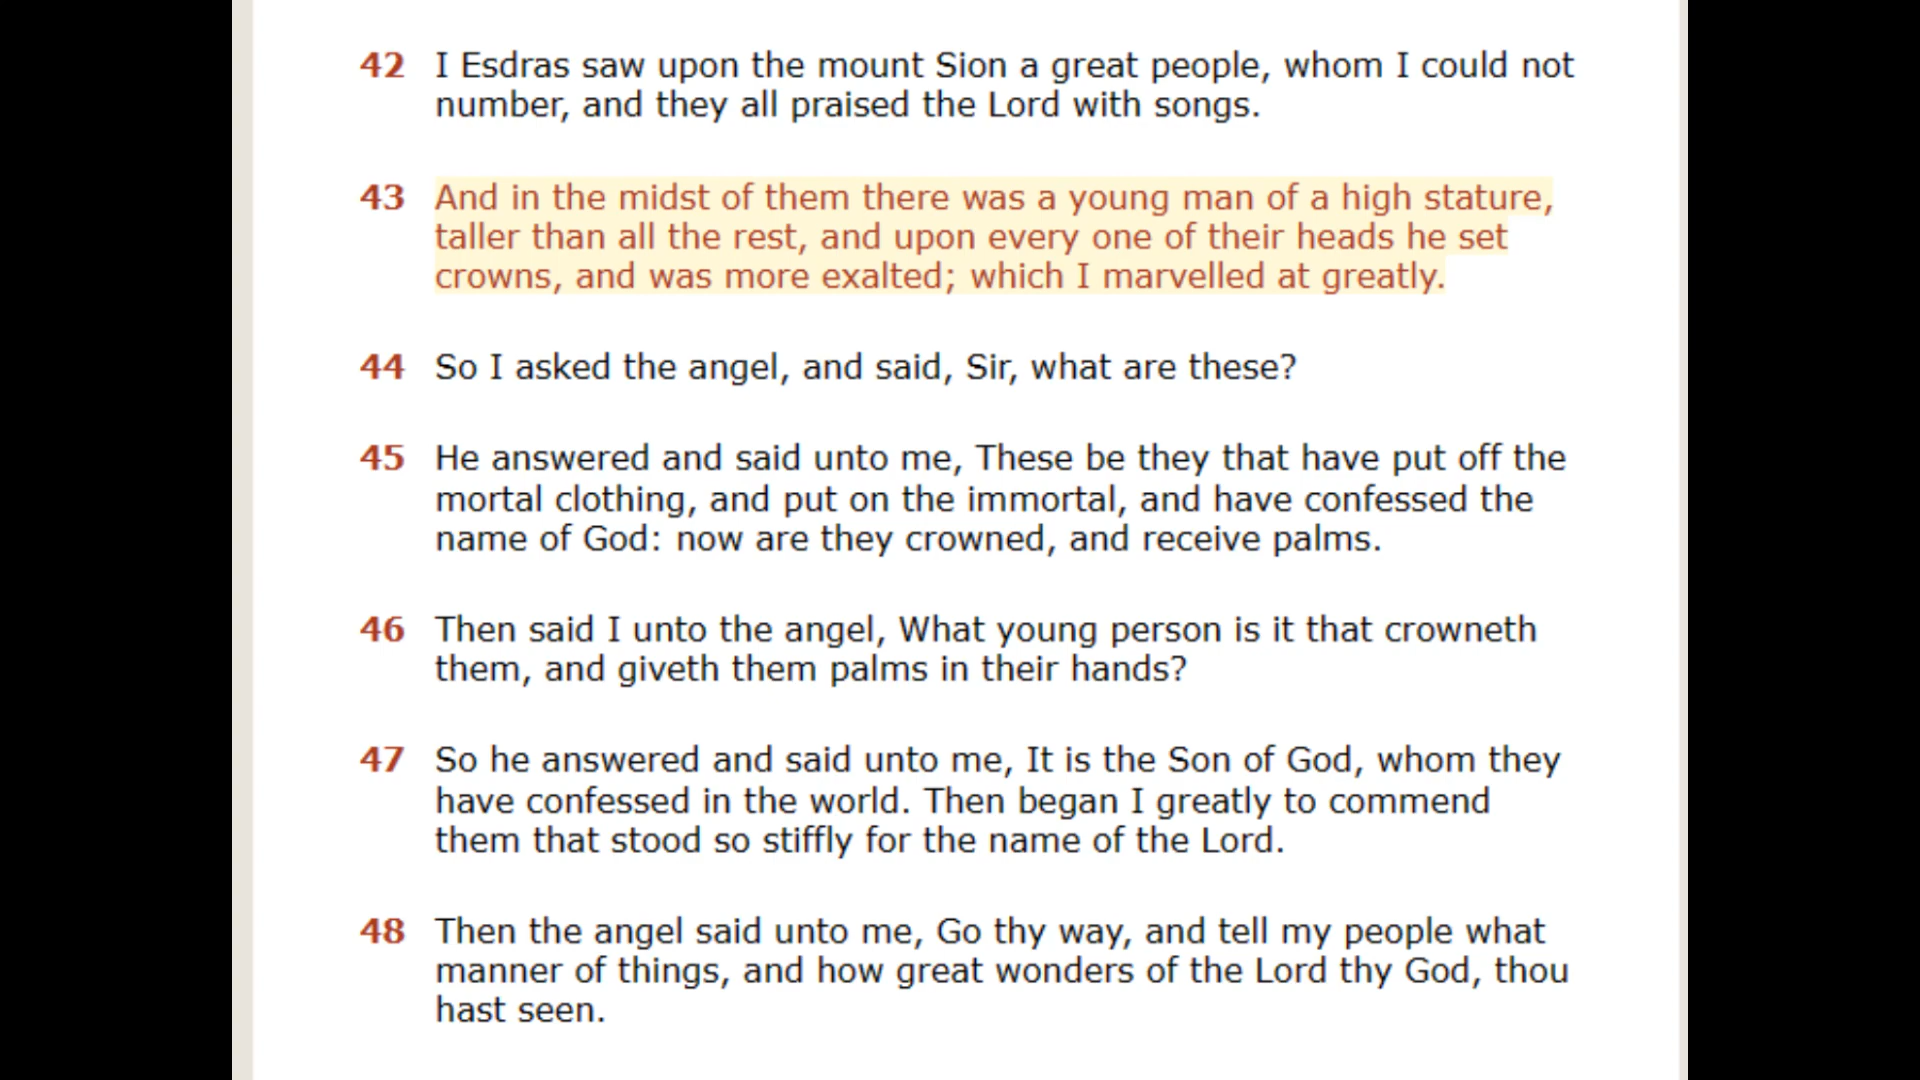 42 I Esdras saw upon the mount Sion a great people, whom I could not
number, and they all praised the Lord with songs.
43 And in the midst of them there was a young man of a high stature,
taller than all the rest, and upon every one of their heads he set
crowns, and was more exalted; which I marvelled at greatly.
44 So I asked the angel, and said, Sir, what are these?
45 He answered and said unto me, These be they that have put off the
mortal clothing, and put on the immortal, and have confessed the
name of God: now are they crowned, and receive palms.
46 Then said I unto the angel, What young person is it that crowneth
them, and giveth them palms in their hands?
47 So he answered and said unto me, It is the Son of God, whom they
have confessed in the world. Then began I greatly to commend
them that stood so stiffly for the name of the Lord.
48 Then the angel said unto me, Go thy way, and tell my people what
manner of things, and how great wonders of the Lord thy God, thou
hast seen.